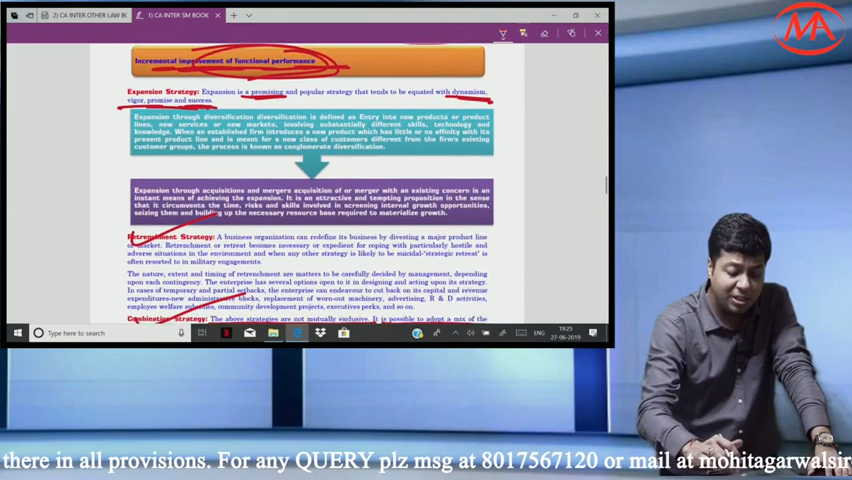 2) CA INTER OTHER LAW B
1) CA INTER SM BOOK
MA
Incremental improvement of functional performance
Expansion Strategy: Expansion is a promising and popular strategy that tends to be equated with dynamism,
vigor, promise and success.
Expansion through diversification diversification is defined as Entry into new products or product
lines, new services or new markets, involving substantially different skills, technology and
knowledge. When an established firm introduces a new product which has little or no affinity with its
present product line and is meant for a new class of customers different from the firm's existing
customer groups, the process is known as conglomerate diversification.
Expansion through acquisitions and mergers acquisition of or merger with an existing concern is an
instant means of achieving the expansion. It is an attractive and tempting proposition in the sense
that it circumvents the time, risks and skills involved in screening internal growth opportunities,
seizing them and building up the necessary resource base required to materialize growth.
Retrenchment Strategy: A business organization can redefine its business by divesting a major product line
or market. Retrenchment or retreat becomes necessary or expedient for coping with particularly hostile and
adverse situations in the environment and when any other strategy is likely to be suicidal-'strategic retreat'is
often resorted to in military engagements.
The nature, extent and timing of retrenchment are matters to be carefully decided by management, depending
upon each contingency. The enterprise has several options open to it in designing and acting upon its strategy.
In cases of temporary and partial setbacks, the enterprise can endeavour to cut back on its capital and revenue
expenditures-new administrative blocks, replacement of worn-out machinery, advertising, R & D activities,
employee welfare subsidies, community development projects, executives perks, and so on.
Combination Strategy: The above strategies are not mutually exclusive. It is possible to adopt a mix of the
Type here to search
ENG
19:25
27-06-2019
there in all provisions. For any QUERY plz msg at 8017567120 or mail at mohitagarwalsir